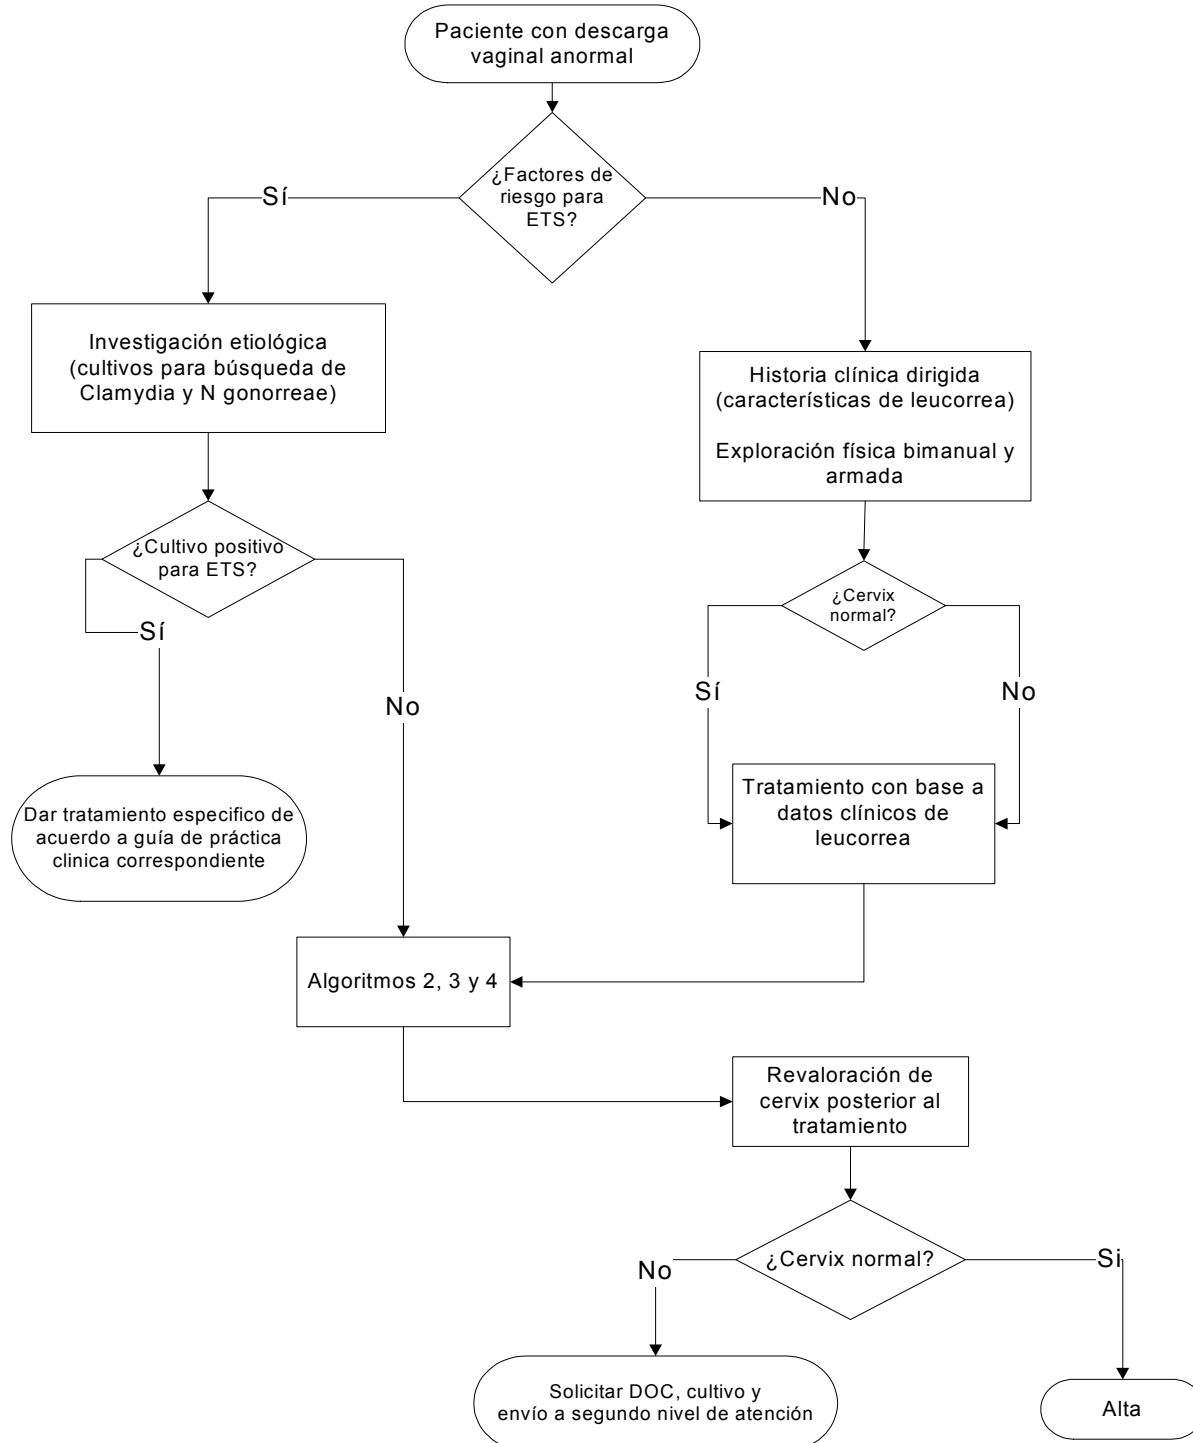 Paciente con descarga
vaginal anormal
¿Factores de
riesgo para
ETS?
Sí
No
Investigación etiológica
(cultivos para búsqueda de
Clamydia y N gonorreae)
Historia clínica dirigida
(características de leucorrea)
Exploración física bimanual y
armada
¿Cultivo positivo
para ETS?
Sí
No
¿Cervix
normal?
Sí
No
Dar tratamiento especifico de
acuerdo a guía de práctica
clinica correspondiente
Tratamiento con base a
datos clínicos de
leucorrea
Algoritmos 2, 3 y 4
Revaloración de
cervix posterior al
tratamiento
¿Cervix normal?
No
Si
Solicitar DOC, cultivo y
envío a segundo nivel de atención
Alta